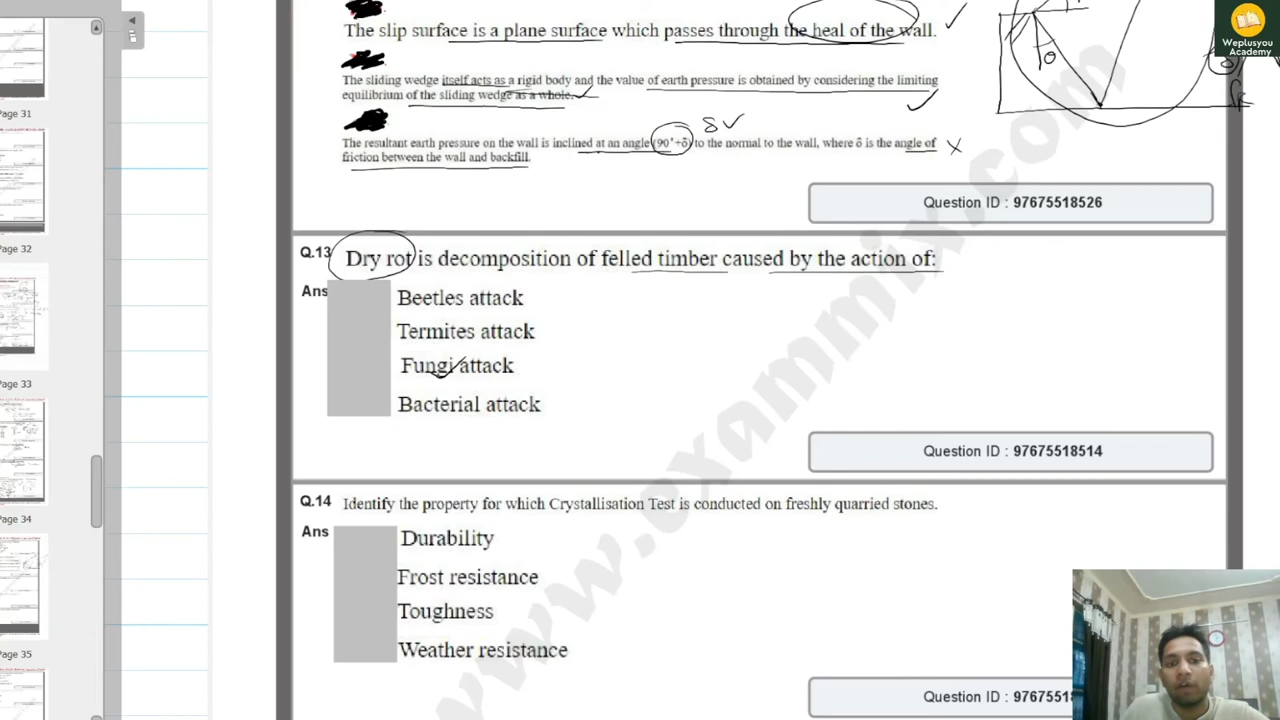 The slip surface is a plane surface which passes through the heal of the wall.
The sliding wedge itself acts as a rigid body and the value of earth pressure is obtained by considering the limiting
equilibrium of the sliding wedge as a whole.
δ
The resultant earth pressure on the wall is inclined at an angle (90°+δ) to the normal to the wall, where δ is the angle of
friction between the wall and backfill.
Question ID : 97675518526
Q.13 Dry rot is decomposition of felled timber caused by the action of:
Ans Beetles attack
Termites attack
Fungi attack
Bacterial attack
Question ID : 97675518514
Q.14 Identify the property for which Crystallisation Test is conducted on freshly quarried stones.
Ans Durability
Frost resistance
Toughness
Weather resistance
Question ID : 9767551
Page 31
Page 32
Page 33
Page 34
Page 35
Weplusyou
Academy
www.exammix.com